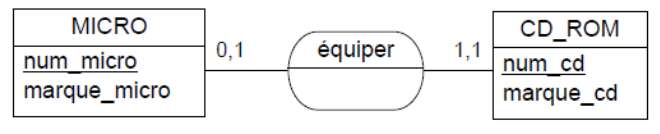 MICRO
num_micro
marque_micro
0,1
équiper
1,1
CD_ROM
num_cd
marque_cd